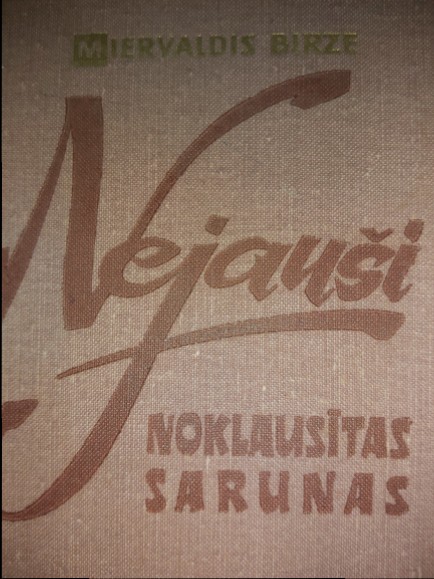 MIERVALDIS BIRZE
Nejauši
NOKLAUSĪTAS
SARUNAS